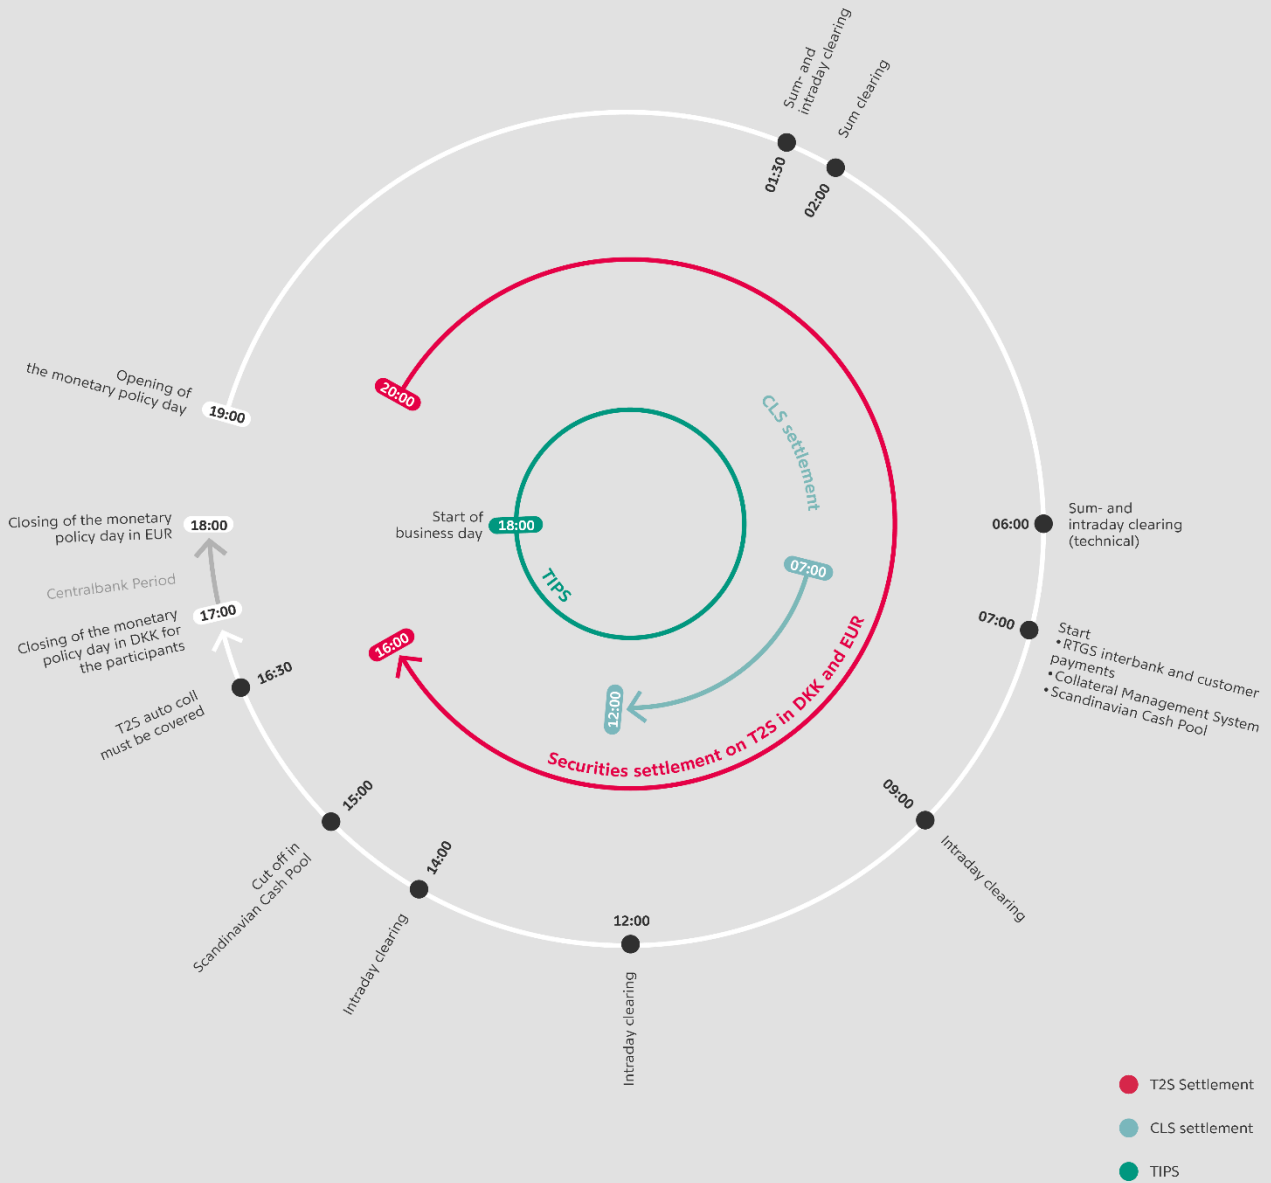 Sum- and
intraday clearing
01:30
Sum clearing
02:00
Opening of
the monetary policy day
19:00
20:00
CLS settlement
Closing of the monetary
policy day in EUR
18:00
Start of
business day
18:00
TIPS
06:00
Sum- and
intraday clearing
(technical)
Centralbank Period
17:00
Closing of the monetary
policy day in DKK for
the participants
07:00
07:00
Start
•RTGS interbank and customer
payments
•Collateral Management System
•Scandinavian Cash Pool
16:00
16:30
T2S auto coll
must be covered
12:00
Securities settlement on T2S in DKK and EUR
15:00
Cut off in
Scandinavian Cash Pool
09:00
Intraday clearing
14:00
Intraday clearing
12:00
Intraday clearing
T2S Settlement
CLS settlement
TIPS